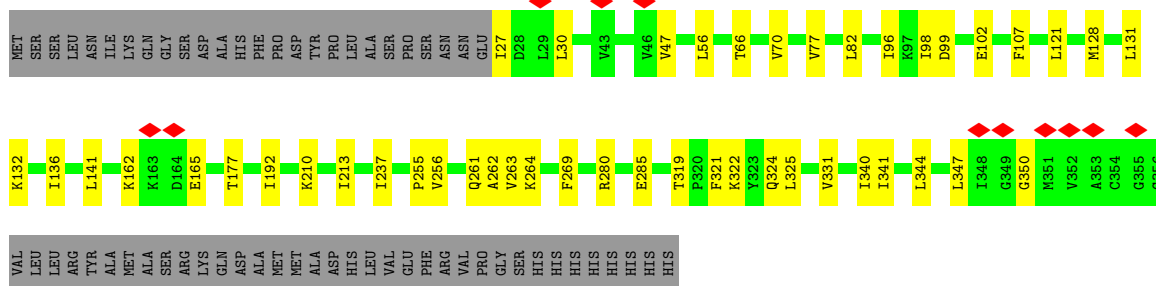 MET SER SER LEU ASN ILE LYS GLN GLY SER ASP ALA HIS PHE PRO ASP TYR PRO LEU ALA SER PRO SER ASN ASN GLU I27 D28 L29 L30 V43 V46 V47 L56 T66 V70 V77 L82 I96 K97 I98 D99 E102 F107 L121 M128 L131
K132 I136 L141 K162 K163 D164 E165 T177 I192 K210 I213 I237 P255 V256 Q261 A262 V263 K264 F269 R280 E285 T319 P320 F321 K322 Y323 Q324 L325 V331 I340 I341 L344 L347 I348 G349 G350 M351 V352 A353 C354 G355
VAL LEU LEU ARG TYR ALA MET ALA SER ARG LYS GLN ASP ALA MET MET ALA ASP HIS LEU VAL GLU PHE ARG VAL PRO GLY SER HIS HIS HIS HIS HIS HIS HIS HIS